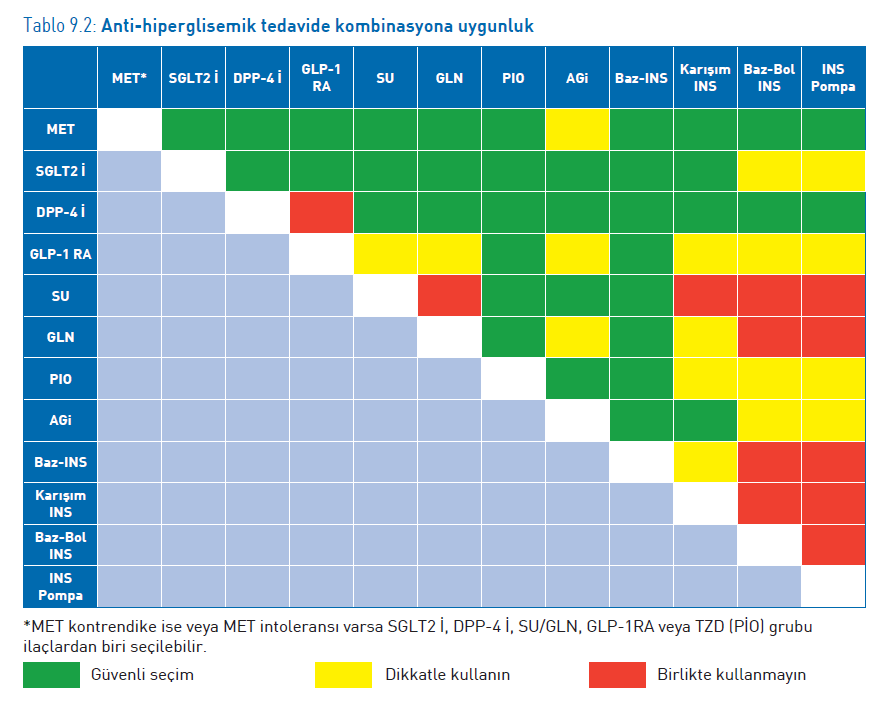 Tablo 9.2: Anti-hiperglisemik tedavide kombinasyona uygunluk
MET* SGLT2 İ DPP-4 İ GLP-1 RA SU GLN PIO AGi Baz-INS Karışım INS Baz-Bol INS INS Pompa
MET
SGLT2 İ
DPP-4 İ
GLP-1 RA
SU
GLN
PIO
AGi
Baz-INS
Karışım
INS
Baz-Bol
INS
INS
Pompa
*MET kontrendike ise veya MET intoleransı varsa SGLT2 İ, DPP-4 İ, SU/GLN, GLP-1RA veya TZD (PİO) grubu
ilaçlardan biri seçilebilir.
Güvenli seçim Dikkatle kullanın Birlikte kullanmayın